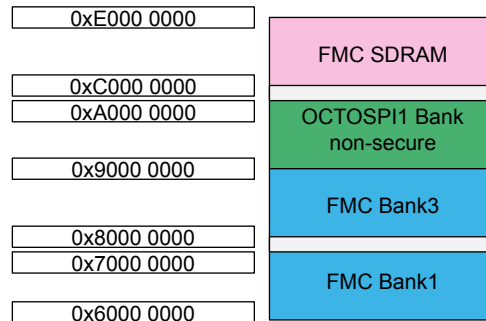 0xE000 0000
FMC SDRAM
0xC000 0000
0xA000 0000
OCTOSPI1 Bank
non-secure
0x9000 0000
FMC Bank3
0x8000 0000
0x7000 0000
FMC Bank1
0x6000 0000